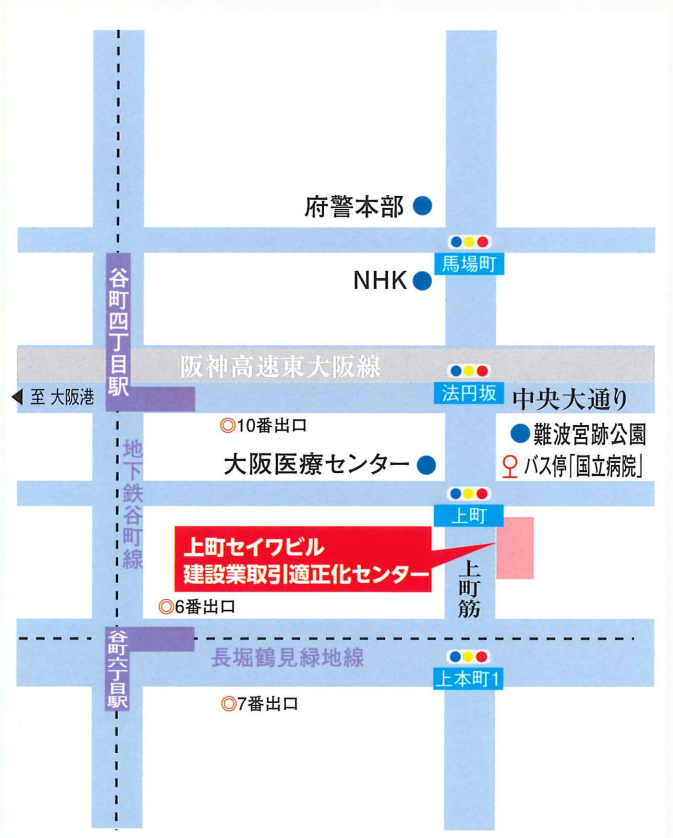 府警本部
馬場町
NHK
谷町四丁目駅
阪神高速東大阪線
法円坂
中央大通り
至 大阪港
10番出口
難波宮跡公園
地下鉄谷町線
大阪医療センター
バス停「国立病院」
上町
上町セイワビル
建設業取引適正化センター
上町筋
6番出口
谷町六丁目駅
長堀鶴見緑地線
上本町1
7番出口